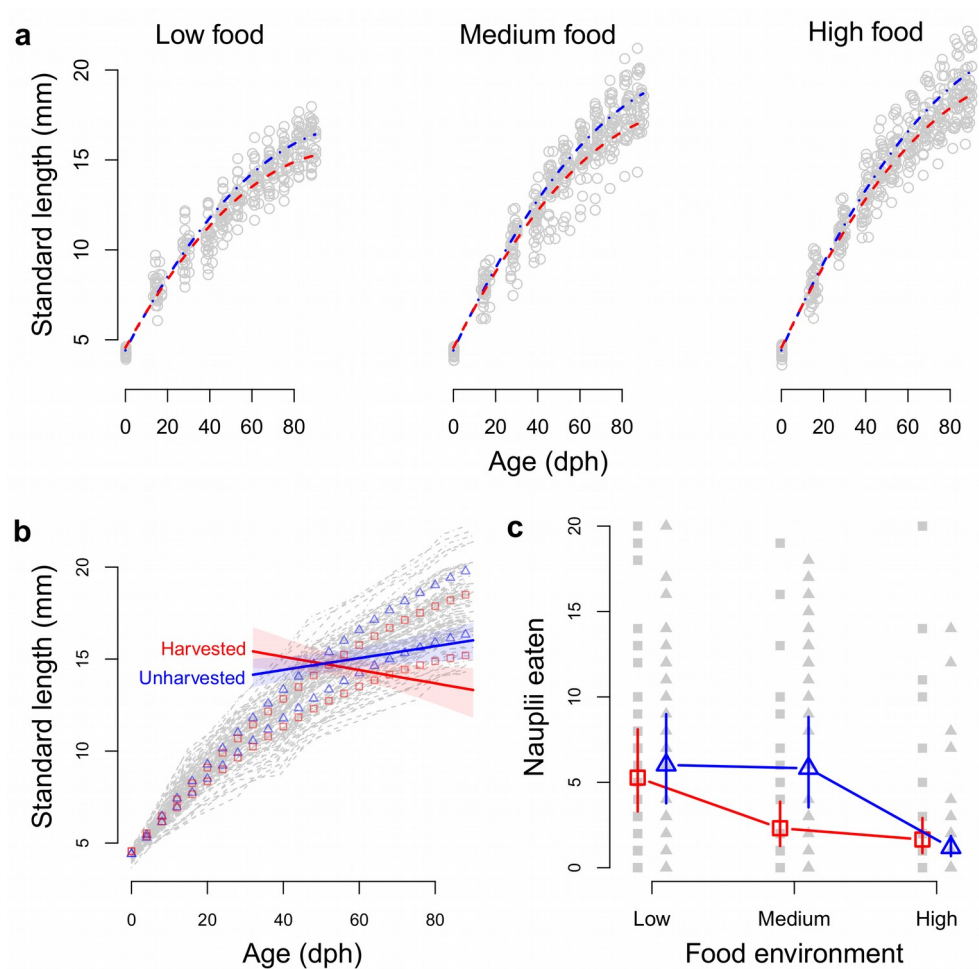 a
Low food
Medium food
High food
Standard length (mm)
20
15
10
5
0 20 40 60 80
0 20 40 60 80
0 20 40 60 80
Age (dph)
b
Standard length (mm)
20
15
10
5
Harvested
Unharvested
0 20 40 60 80
Age (dph)
c
Nauplii eaten
20
15
10
5
0
Low Medium High
Food environment